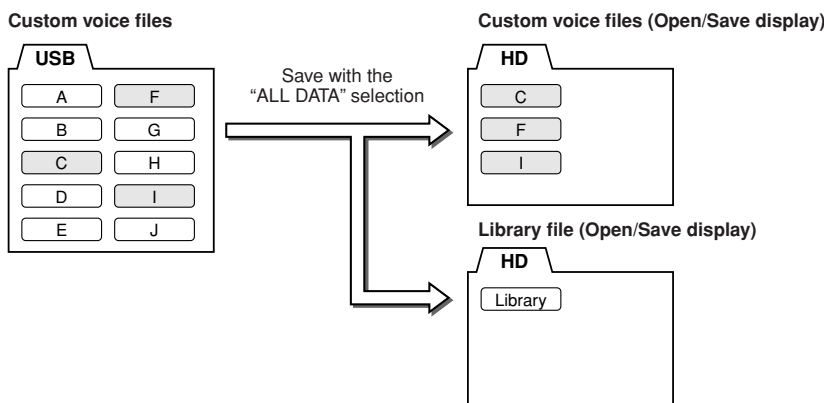 Custom voice files
USB
A F
B G
C H
D I
E J
Save with the
“ALL DATA” selection
Custom voice files (Open/Save display)
HD
C
F
I
Library file (Open/Save display)
HD
Library